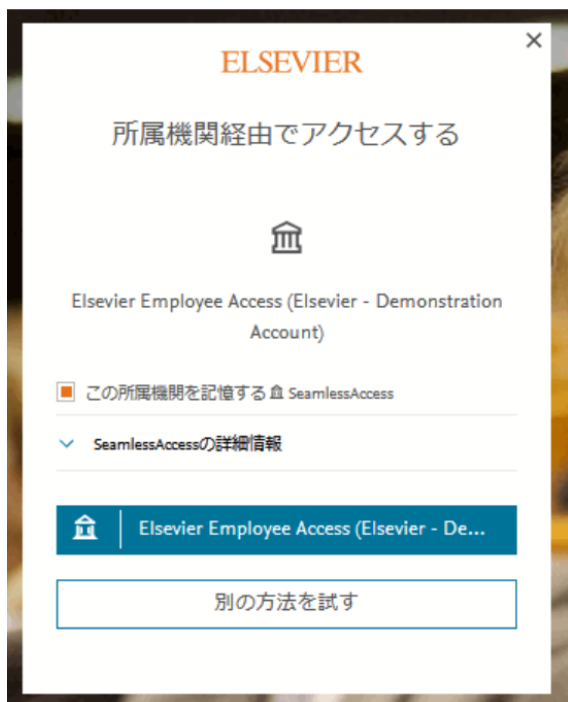 ELSEVIER
所属機関経由でアクセスする
Elsevier Employee Access (Elsevier - Demonstration
Account)
この所属機関を記憶する SeamlessAccess
SeamlessAccessの詳細情報
Elsevier Employee Access (Elsevier - De...
別の方法を試す